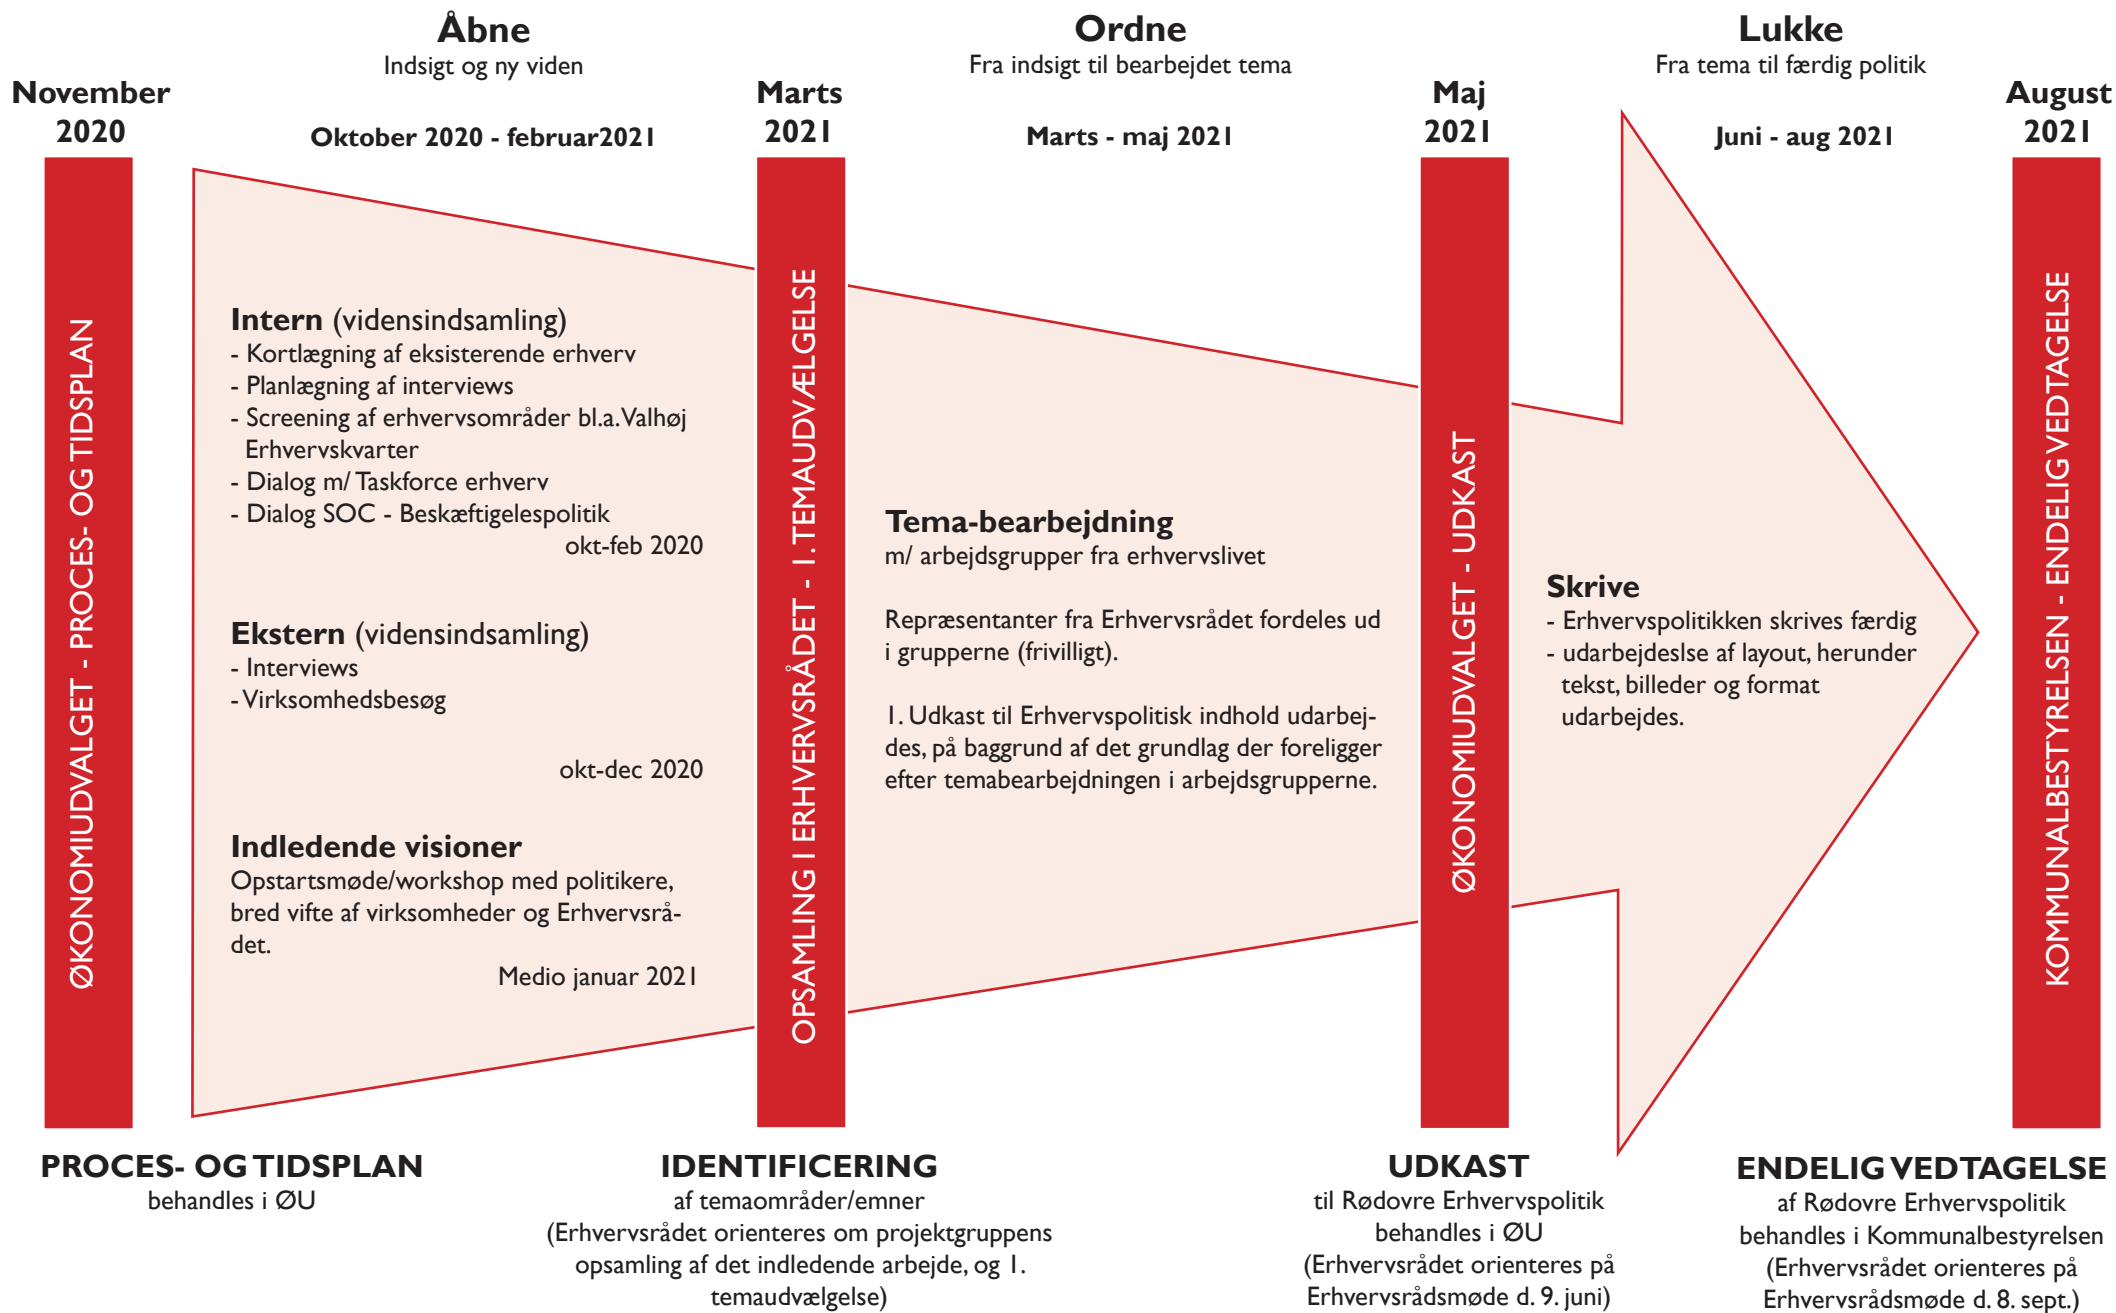 Åbne
Indsigt og ny viden
Ordne
Fra indsigt til bearbejdet tema
Lukke
Fra tema til færdig politik
November
2020
Oktober 2020 - februar2021
Marts
2021
Marts - maj 2021
Maj
2021
Juni - aug 2021
August
2021
ØKONOMIUDVALGET - PROCES- OG TIDSPLAN
Intern (vidensindsamling)
- Kortlægning af eksisterende erhverv
- Planlægning af interviews
- Screening af erhvervsområder bl.a. Valhøj
Erhvervskvarter
- Dialog m/ Taskforce erhverv
- Dialog SOC - Beskæftigelespolitik
okt-feb 2020
Ekstern (vidensindsamling)
- Interviews
- Virksomhedsbesøg
okt-dec 2020
Indledende visioner
Opstartsmøde/workshop med politikere,
bred vifte af virksomheder og Erhvervsrå-
det.
Medio januar 2021
OPSAMLING I ERHVERVSRÅDET - 1. TEMAUDVÆLGELSE
Tema-bearbejdning
m/ arbejdsgrupper fra erhvervslivet
Repræsentanter fra Erhvervsrådet fordeles ud
i grupperne (frivilligt).
1. Udkast til Erhvervspolitisk indhold udarbej-
des, på baggrund af det grundlag der foreligger
efter temabearbejdningen i arbejdsgrupperne.
ØKONOMIUDVALGET - UDKAST
Skrive
- Erhvervspolitikken skrives færdig
- udarbejdeslse af layout, herunder
tekst, billeder og format
udarbejdes.
KOMMUNALBESTYRELSEN - ENDELIG VEDTAGELSE
PROCES- OG TIDSPLAN
behandles i ØU
IDENTIFICERING
af temaområder/emner
(Erhvervsrådet orienteres om projektgruppens
opsamling af det indledende arbejde, og 1.
temaudvælgelse)
UDKAST
til Rødovre Erhvervspolitik
behandles i ØU
(Erhvervsrådet orienteres på
Erhvervsrådsmøde d. 9. juni)
ENDELIG VEDTAGELSE
af Rødovre Erhvervspolitik
behandles i Kommunalbestyrelsen
(Erhvervsrådet orienteres på
Erhvervsrådsmøde d. 8. sept.)